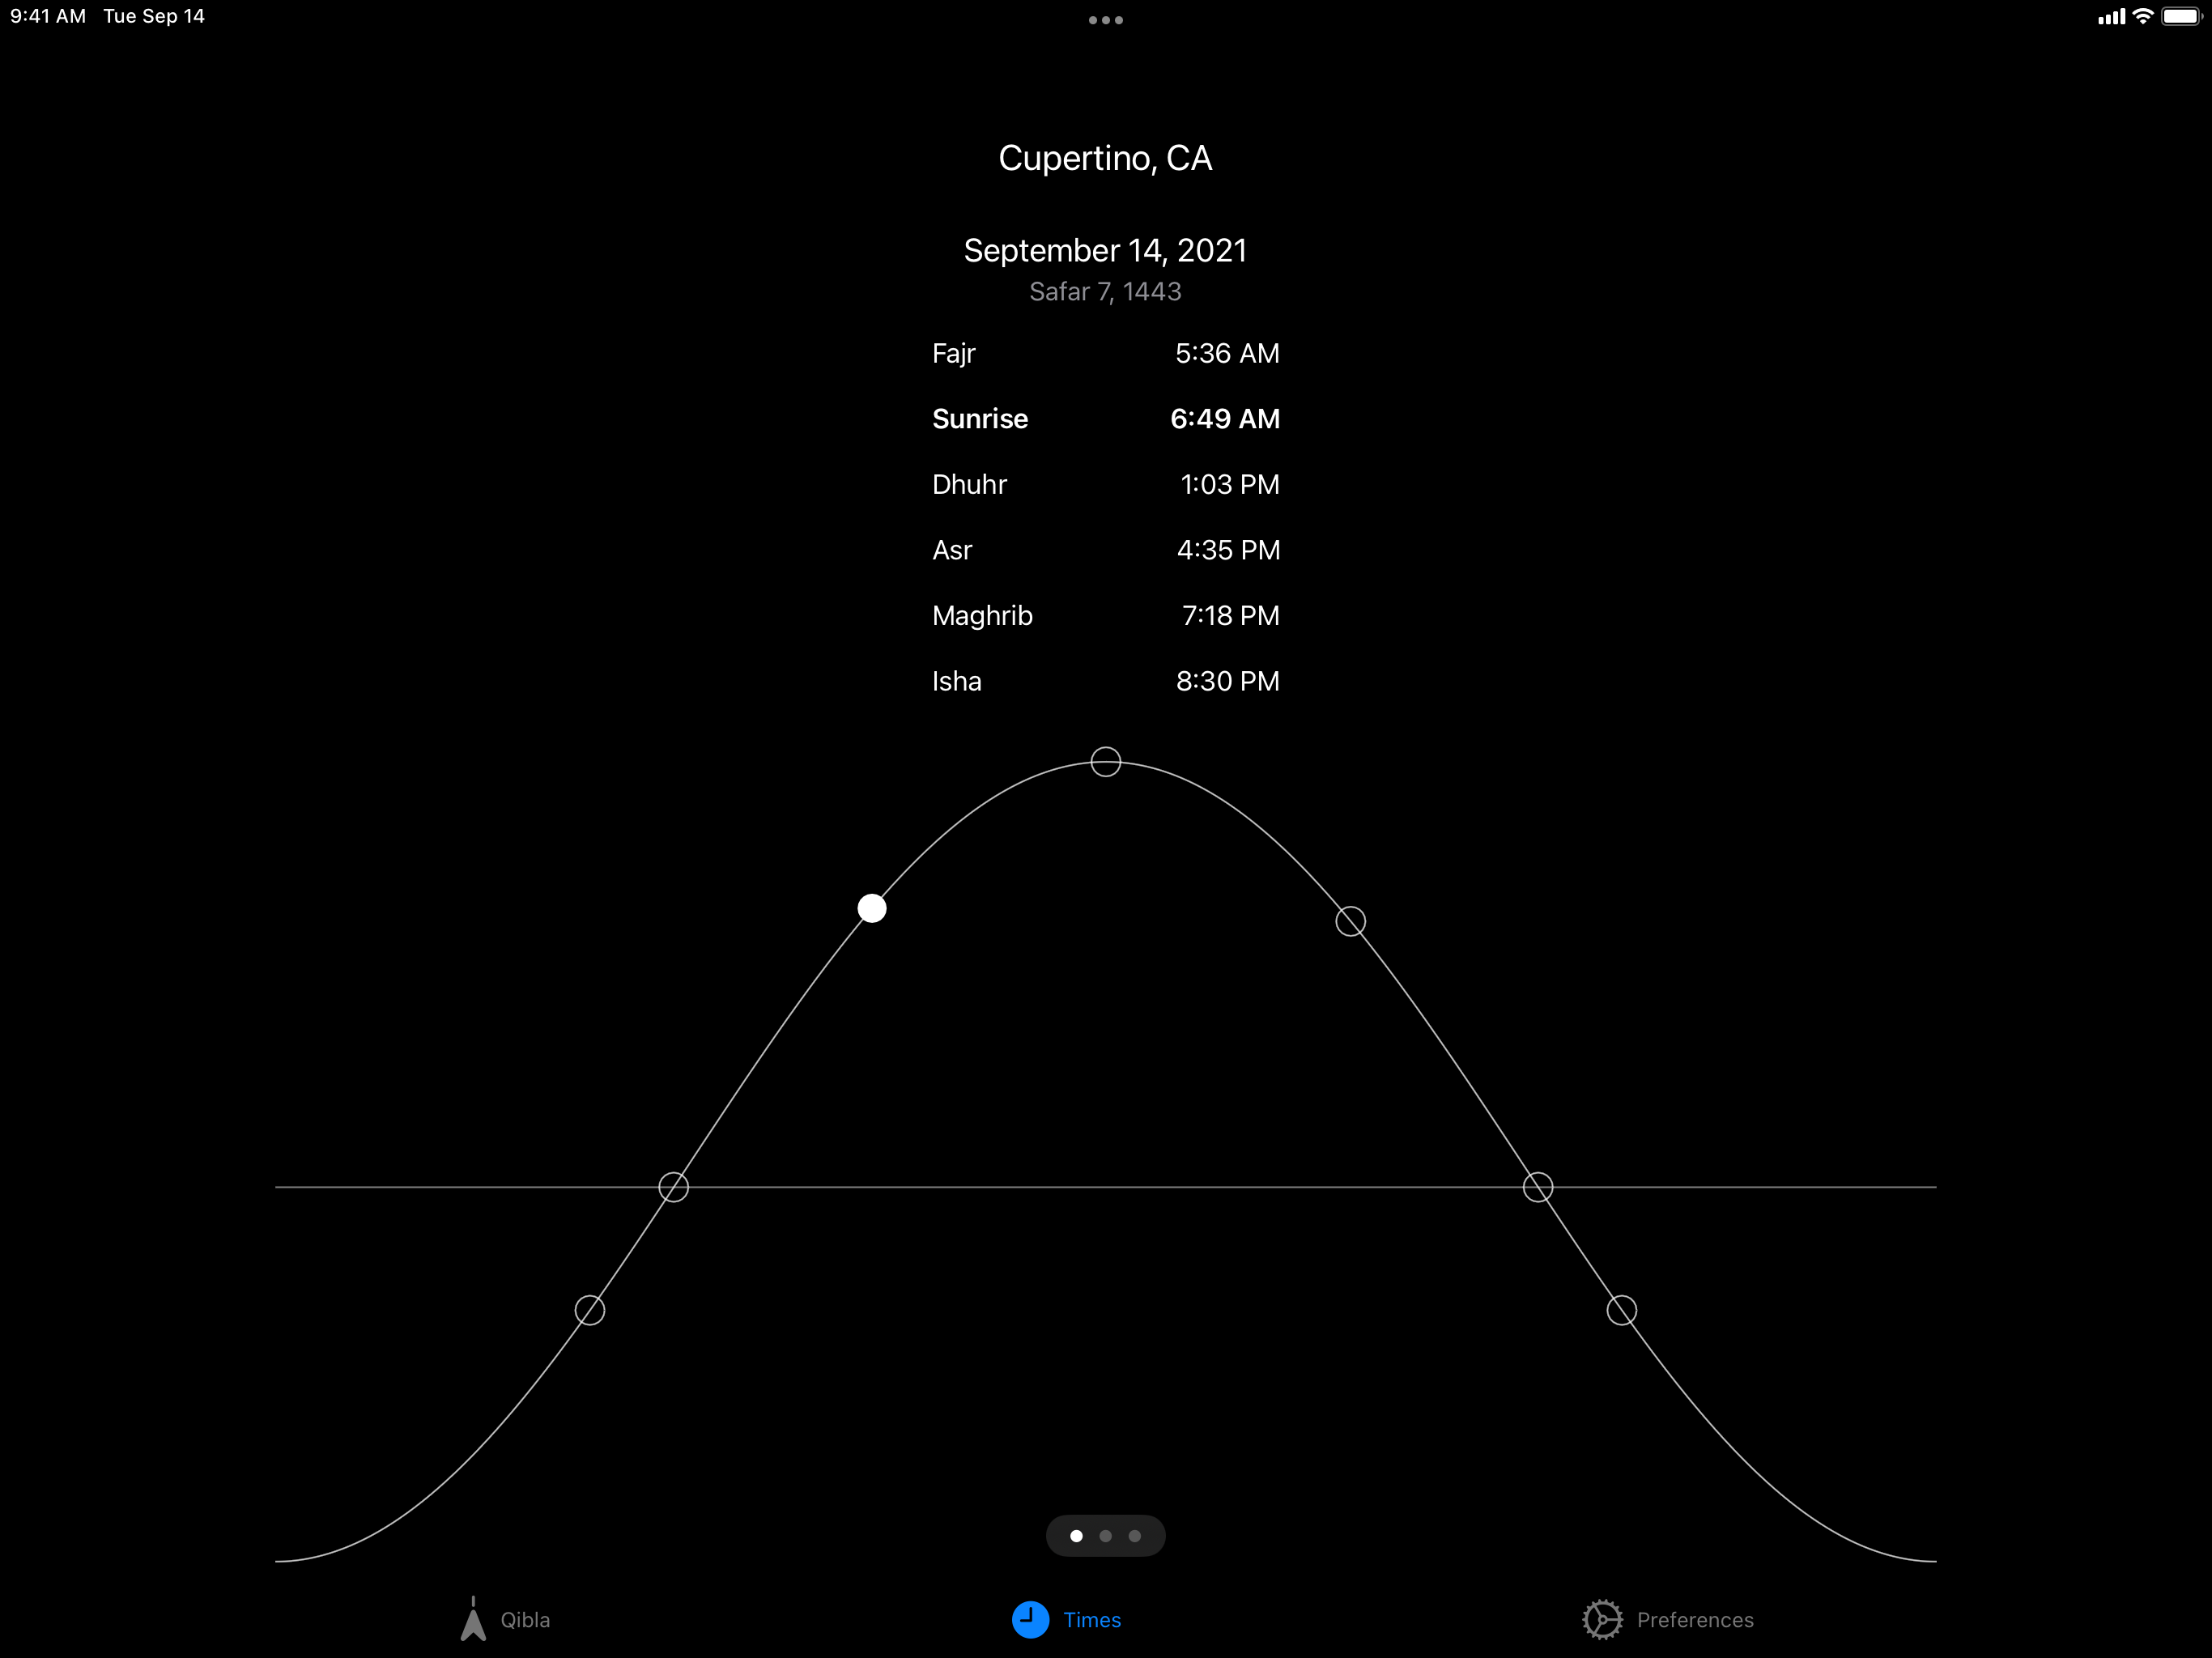 9:41 AM Tue Sep 14
Cupertino, CA
September 14, 2021
Safar 7, 1443
Fajr 5:36 AM
Sunrise 6:49 AM
Dhuhr 1:03 PM
Asr 4:35 PM
Maghrib 7:18 PM
Isha 8:30 PM
Qibla Times Preferences